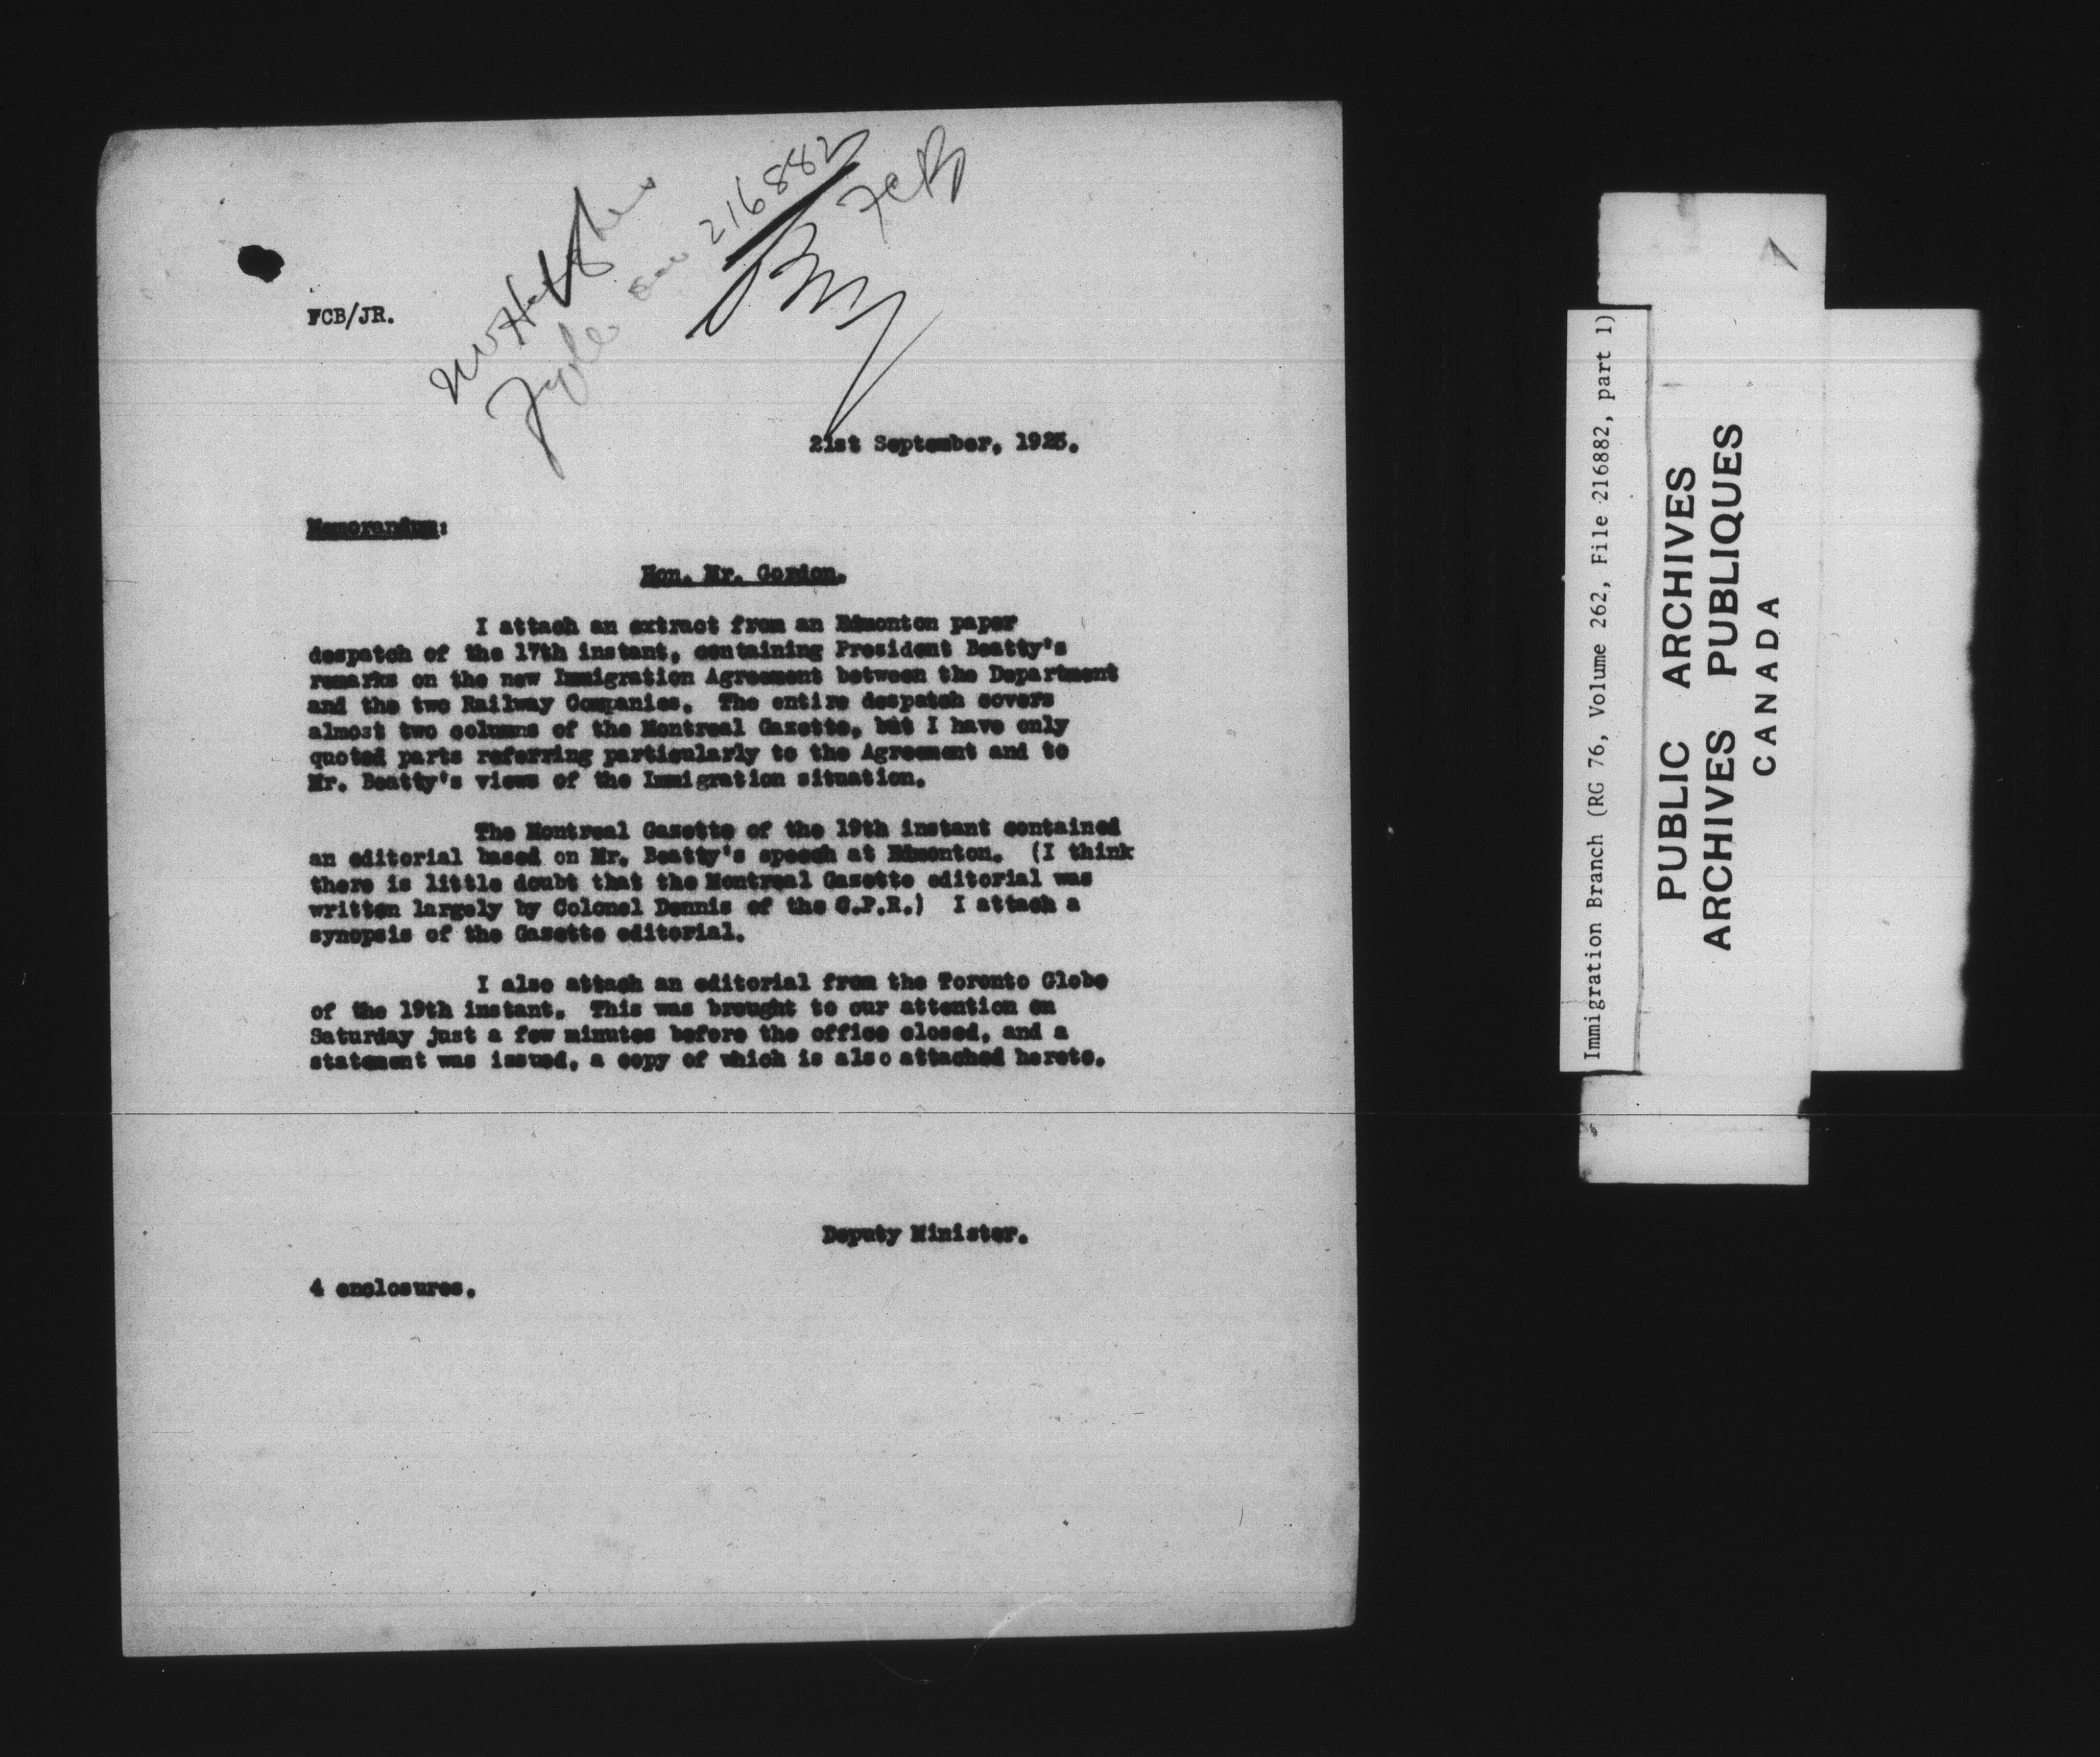 216882
FCB
FCB/JR.
21st September, 1925.
Memorandum:
Hon. Mr. Gordon.
I attach an extract from an Edmonton paper
despatch of the 17th instant, containing President Beatty's
remarks on the new Immigration Agreement between the Department
and the two Railway Companies. The entire despatch covers
almost two columns of the Montreal Gazette, but I have only
quoted parts referring particularly to the Agreement and to
Mr. Beatty's views of the Immigration situation.
The Montreal Gazette of the 19th instant contained
an editorial based on Mr. Beatty's speech at Edmonton. (I think
there is little doubt that the Montreal Gazette editorial was
written largely by Colonel Dennis of the C.P.R.) I attach a
synopsis of the Gazette editorial.
I also attach an editorial from the Toronto Globe
of the 19th instant. This was brought to our attention on
Saturday just a few minutes before the office closed, and a
statement was issued, a copy of which is also attached hereto.
Deputy Minister.
4 enclosures.
Immigration Branch (RG 76, Volume 262, File 216882, part 1)
PUBLIC ARCHIVES
ARCHIVES PUBLIQUES
CANADA